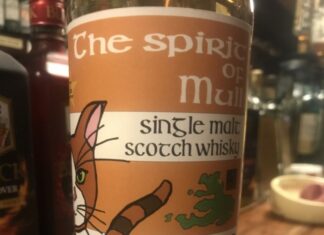 The Spirit
of
Mull
single malt
scotch whisky